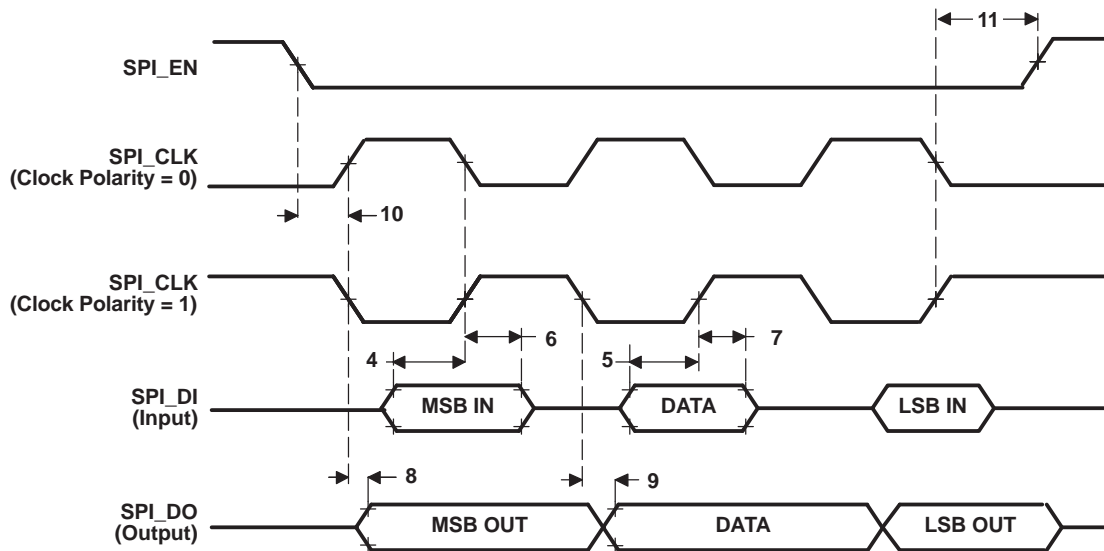 11
SPI_EN
SPI_CLK
(Clock Polarity = 0)
10
SPI_CLK
(Clock Polarity = 1)
4
6
5
7
SPI_DI
(Input)
MSB IN
DATA
LSB IN
8
9
SPI_DO
(Output)
MSB OUT
DATA
LSB OUT